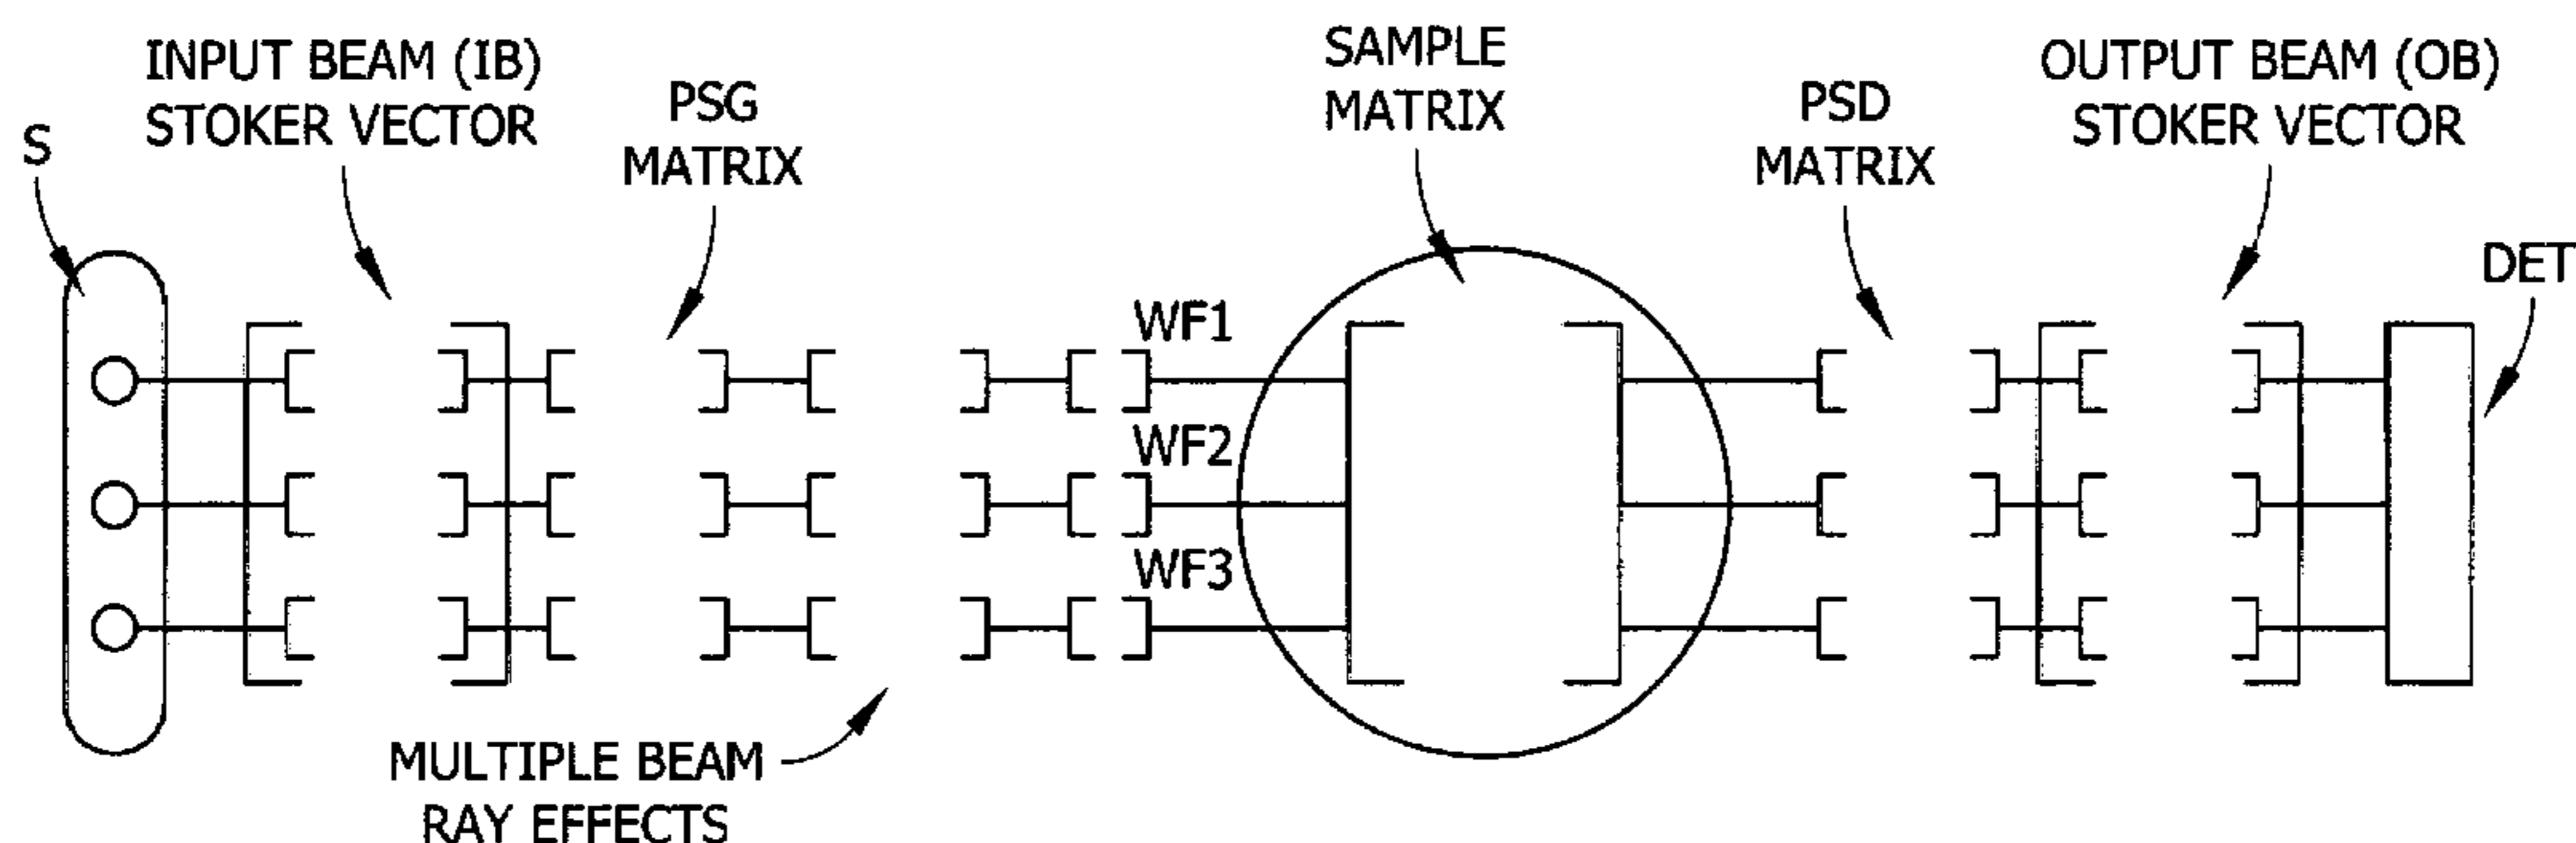 S
INPUT BEAM (IB)
STOKER VECTOR
PSG
MATRIX
SAMPLE
MATRIX
PSD
MATRIX
OUTPUT BEAM (OB)
STOKER VECTOR
DET
WF1
WF2
WF3
MULTIPLE BEAM
RAY EFFECTS